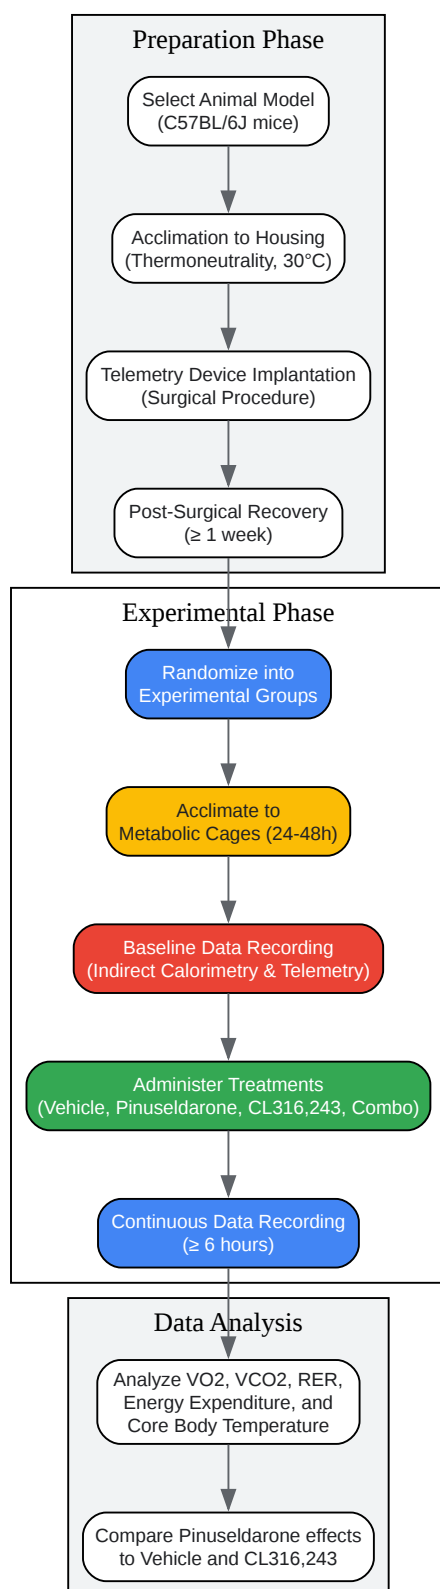 Preparation Phase
Select Animal Model
(C57BL/6J mice)
Acclimation to Housing
(Thermoneutrality, 30°C)
Telemetry Device Implantation
(Surgical Procedure)
Post-Surgical Recovery
(≥ 1 week)
Experimental Phase
Randomize into
Experimental Groups
Acclimate to
Metabolic Cages (24-48h)
Baseline Data Recording
(Indirect Calorimetry & Telemetry)
Administer Treatments
(Vehicle, Pinuseldarone, CL316,243, Combo)
Continuous Data Recording
(≥ 6 hours)
Data Analysis
Analyze VO2, VCO2, RER,
Energy Expenditure, and
Core Body Temperature
Compare Pinuseldarone effects
to Vehicle and CL316,243